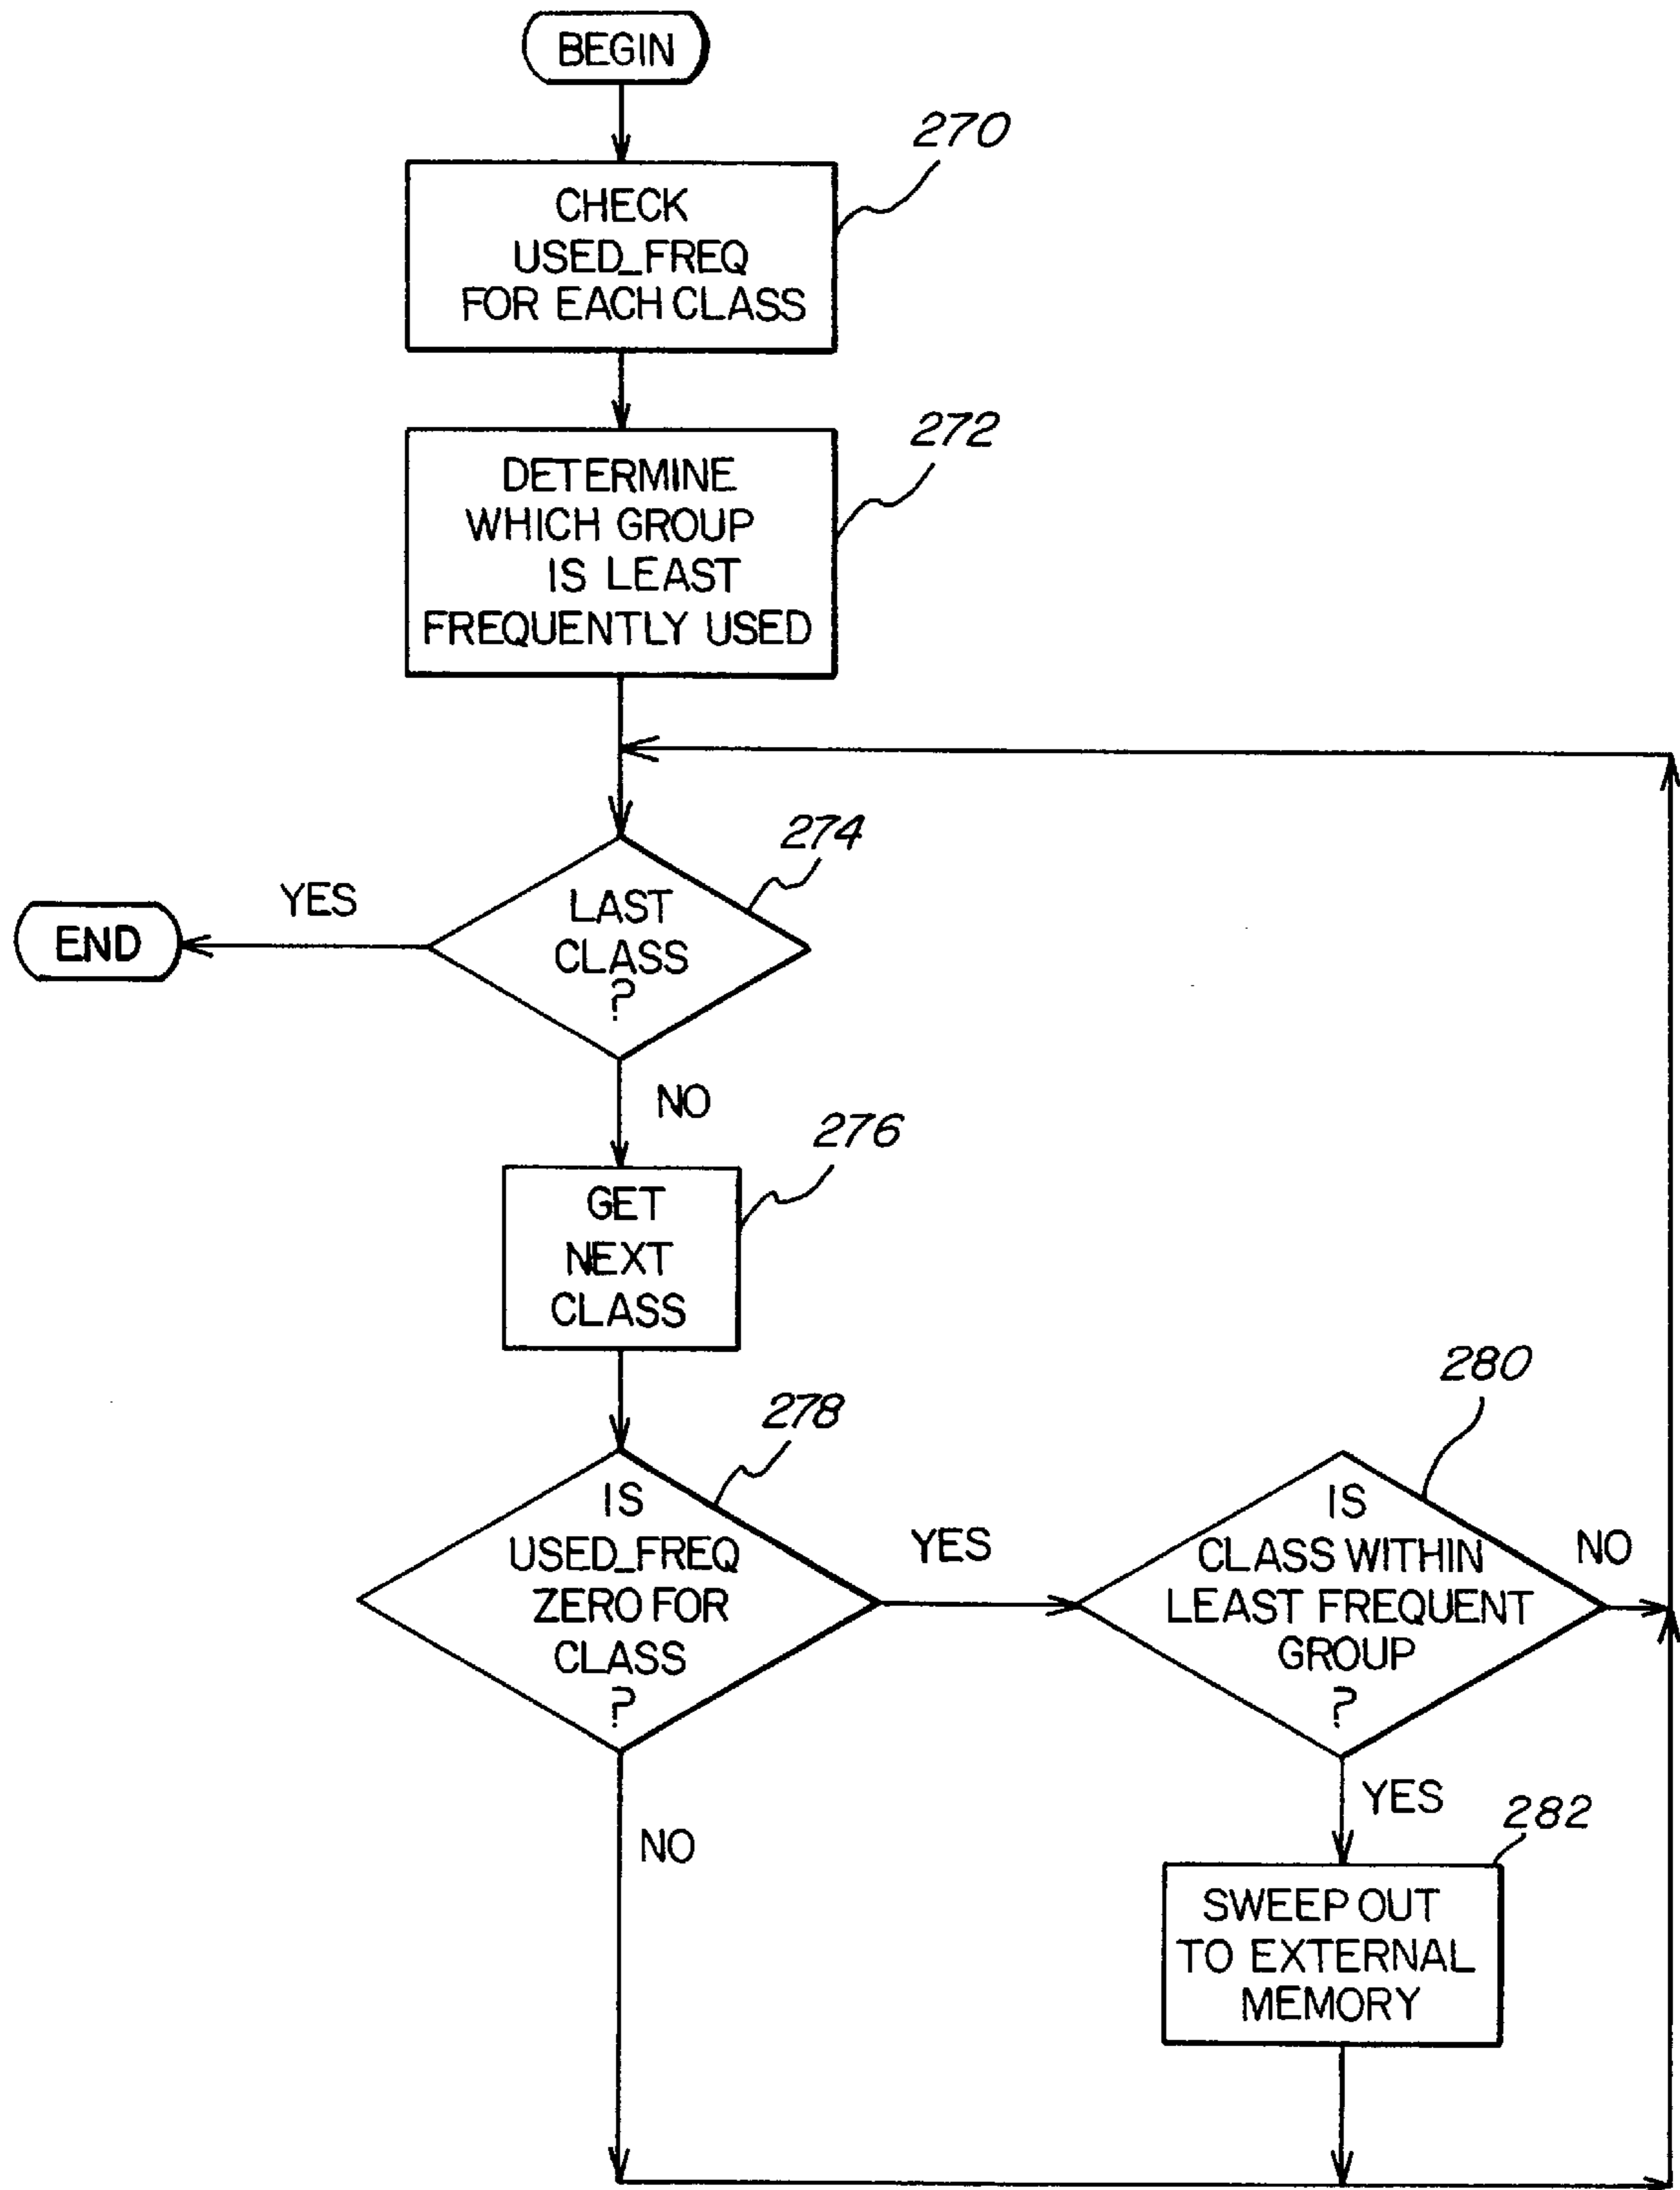 BEGIN
270
CHECK
USED_FREQ
FOR EACH CLASS
272
DETERMINE
WHICH GROUP
IS LEAST
FREQUENTLY USED
274
LAST
CLASS
?
YES
END
NO
276
GET
NEXT
CLASS
278
IS
USED_FREQ
ZERO FOR
CLASS
?
YES
NO
280
IS
CLASS WITHIN
LEAST FREQUENT
GROUP
?
NO
YES
282
SWEEP OUT
TO EXTERNAL
MEMORY